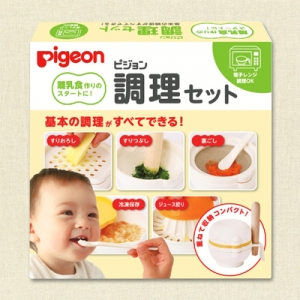 pigeon
ピジョン
離乳食作りの
スタートに！
調理セット
電子レンジ
加熱OK
基本の調理がすべてできる！
すりおろし
すりつぶし
裏ごし
冷凍保存
ジュース絞り
重ねて収納コンパクト！